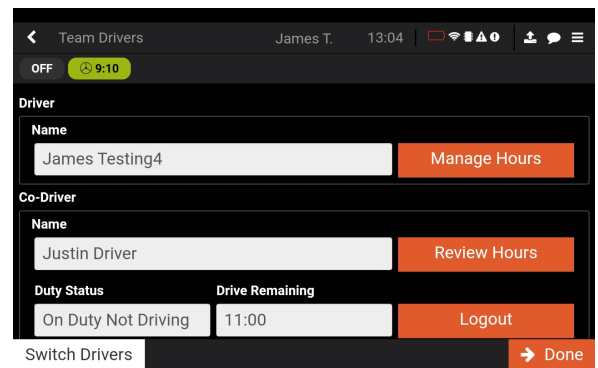 Team Drivers James T. 13:04
OFF 9:10
Driver
Name
James Testing4 Manage Hours
Co-Driver
Name
Justin Driver Review Hours
Duty Status Drive Remaining
On Duty Not Driving 11:00 Logout
Switch Drivers Done